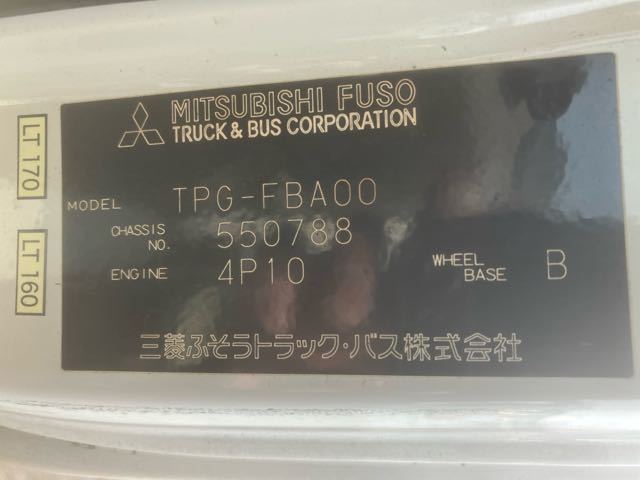 MITSUBISHI FUSO
TRUCK & BUS CORPORATION
MODEL TPG-FBA00
CHASSIS NO. 550788
ENGINE 4P10 WHEEL BASE B
三菱ふそうトラック・バス株式会社
LT 170
LT 160